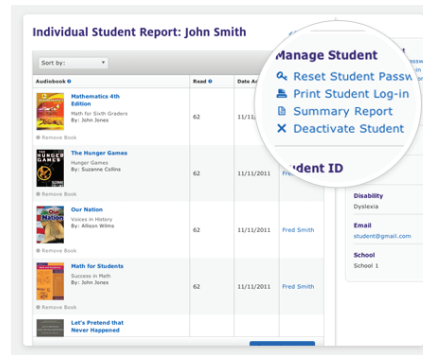 Individual Student Report: John Smith
Sort by:
Audiobook
Read
Date
Mathematics 4th
Edition
Math for Sixth Graders
By: John Jones
62
11/11/
Remove Book
The Hunger Games
Hunger Games
By: Suzanne Collins
62
11/11/2011
Remove Book
Our Nation
Voices in History
By: Allison Wilms
62
11/11/2011
Fred Smith
Remove Book
Math for Students
Success in Math
By: John Jones
62
11/11/2011
Fred Smith
Remove Book
Let's Pretend that
Never Happened
Manage Student
Reset Student Passw
Print Student Log-in
Summary Report
Deactivate Student
udent ID
Disability
Dyslexia
Email
student@gmail.com
School
School 1